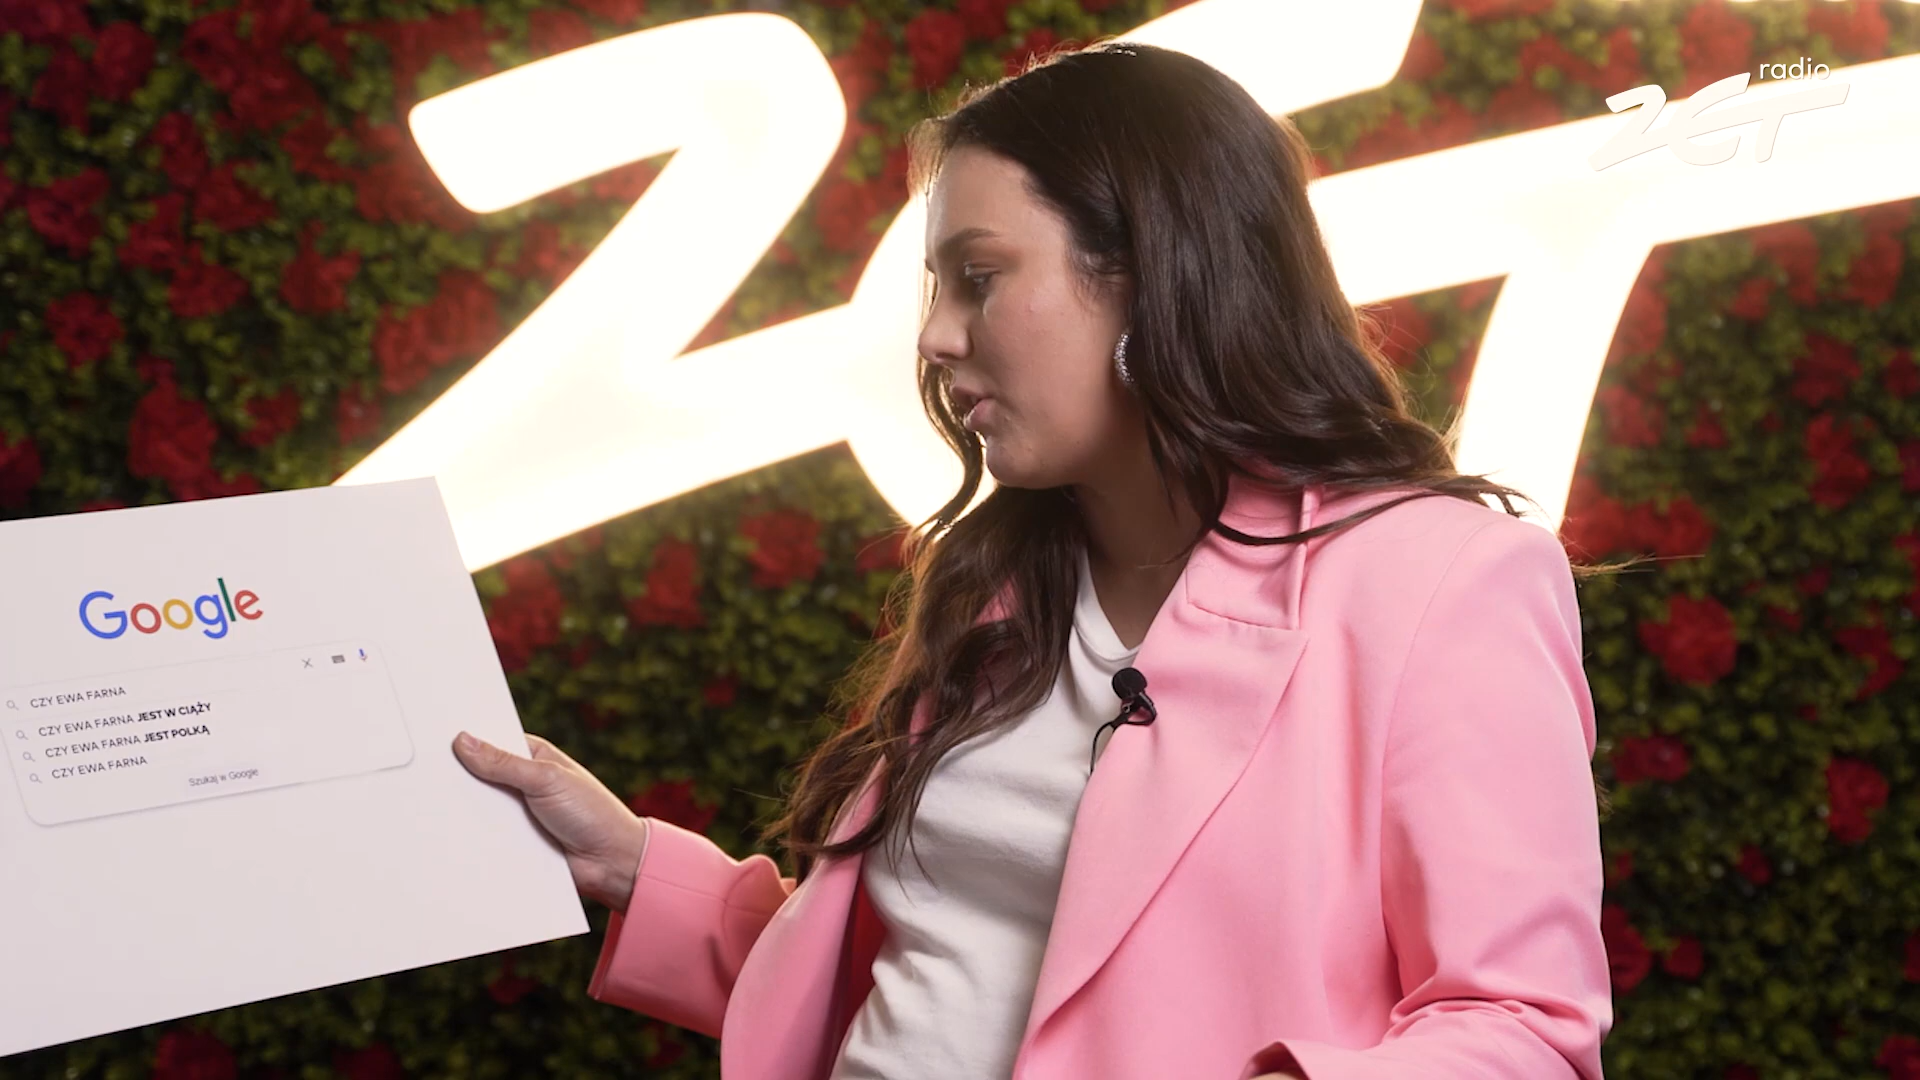 ZET
radio
ZET
Google
CZY EWA FARNA
CZY EWA FARNA JEST W CIĄŻY
CZY EWA FARNA JEST POLKĄ
CZY EWA FARNA
Szukaj w Google